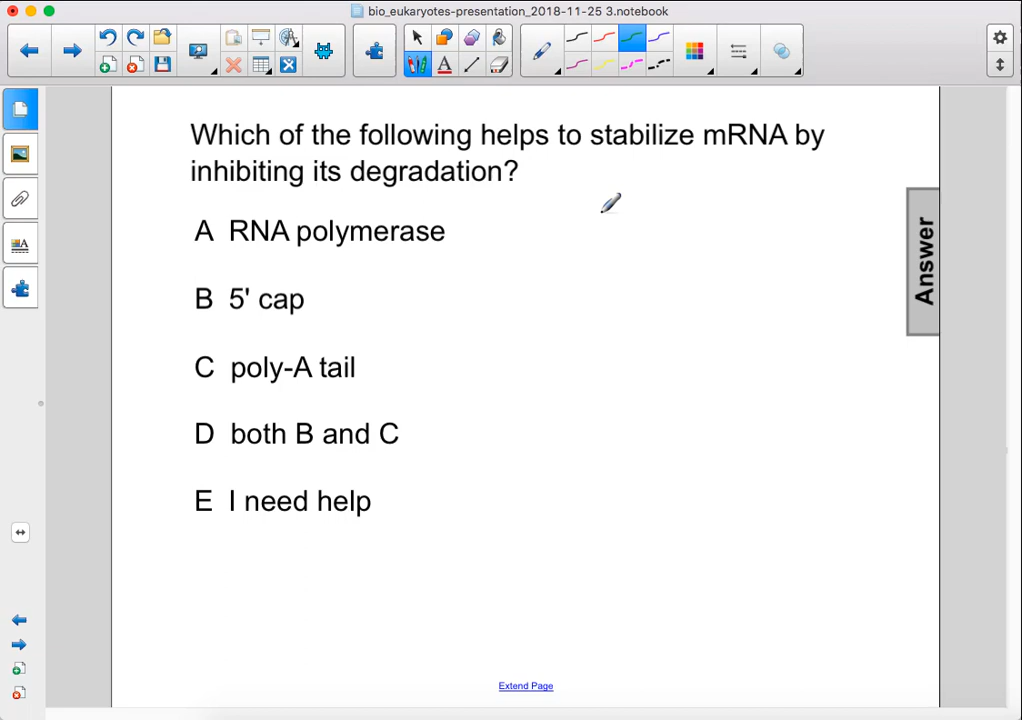 bio_eukaryotes-presentation_2018-11-25 3.notebook
Which of the following helps to stabilize mRNA by
inhibiting its degradation?
A RNA polymerase
B 5' cap
C poly-A tail
D both B and C
E I need help
Answer
Extend Page